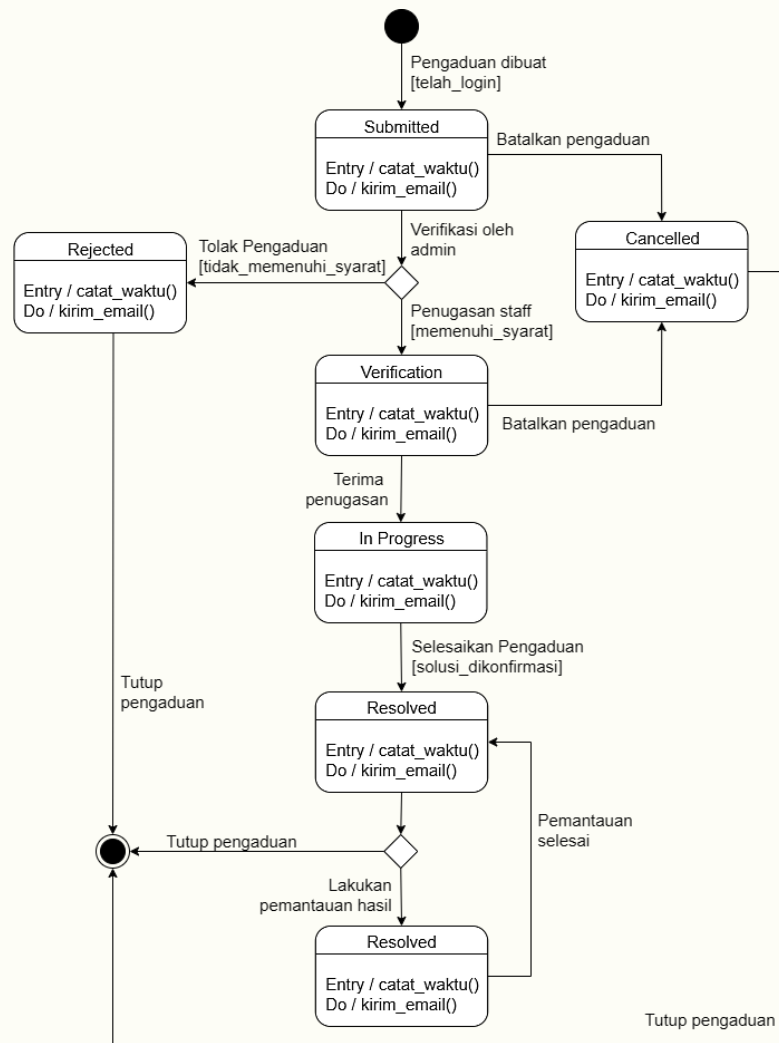 Pengaduan dibuat
[telah_login]
Submitted
Entry / catat_waktu()
Do / kirim_email()
Batalkan pengaduan
Verifikasi oleh
admin
Cancelled
Entry / catat_waktu()
Do / kirim_email()
Rejected
Entry / catat_waktu()
Do / kirim_email()
Tolak Pengaduan
[tidak_memenuhi_syarat]
Penugasan staff
[memenuhi_syarat]
Verification
Entry / catat_waktu()
Do / kirim_email()
Batalkan pengaduan
Terima
penugasan
In Progress
Entry / catat_waktu()
Do / kirim_email()
Selesaikan Pengaduan
[solusi_dikonfirmasi]
Tutup
pengaduan
Resolved
Entry / catat_waktu()
Do / kirim_email()
Pemantauan
selesai
Tutup pengaduan
Lakukan
pemantauan hasil
Resolved
Entry / catat_waktu()
Do / kirim_email()
Tutup pengaduan